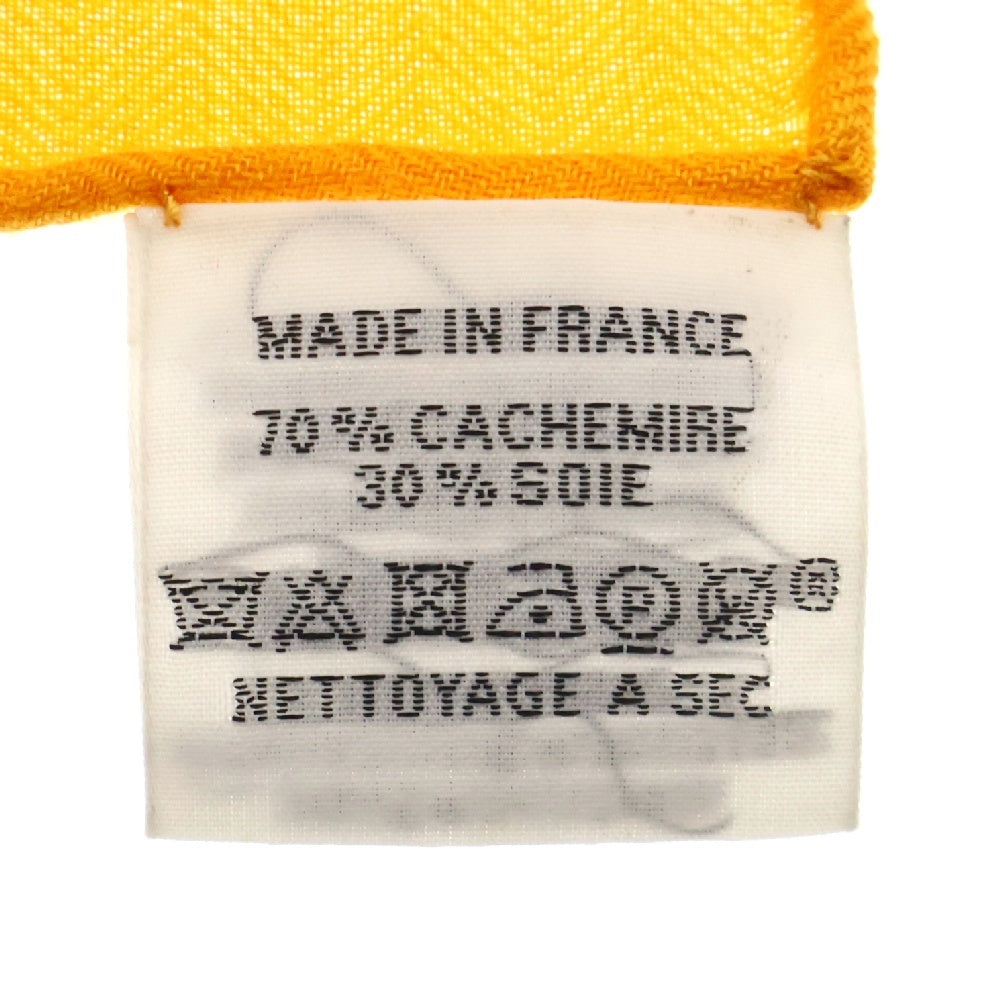 MADE IN FRANCE
70% CACHEMIRE
30% SOIE
F ®
NETTOYAGE A SEC